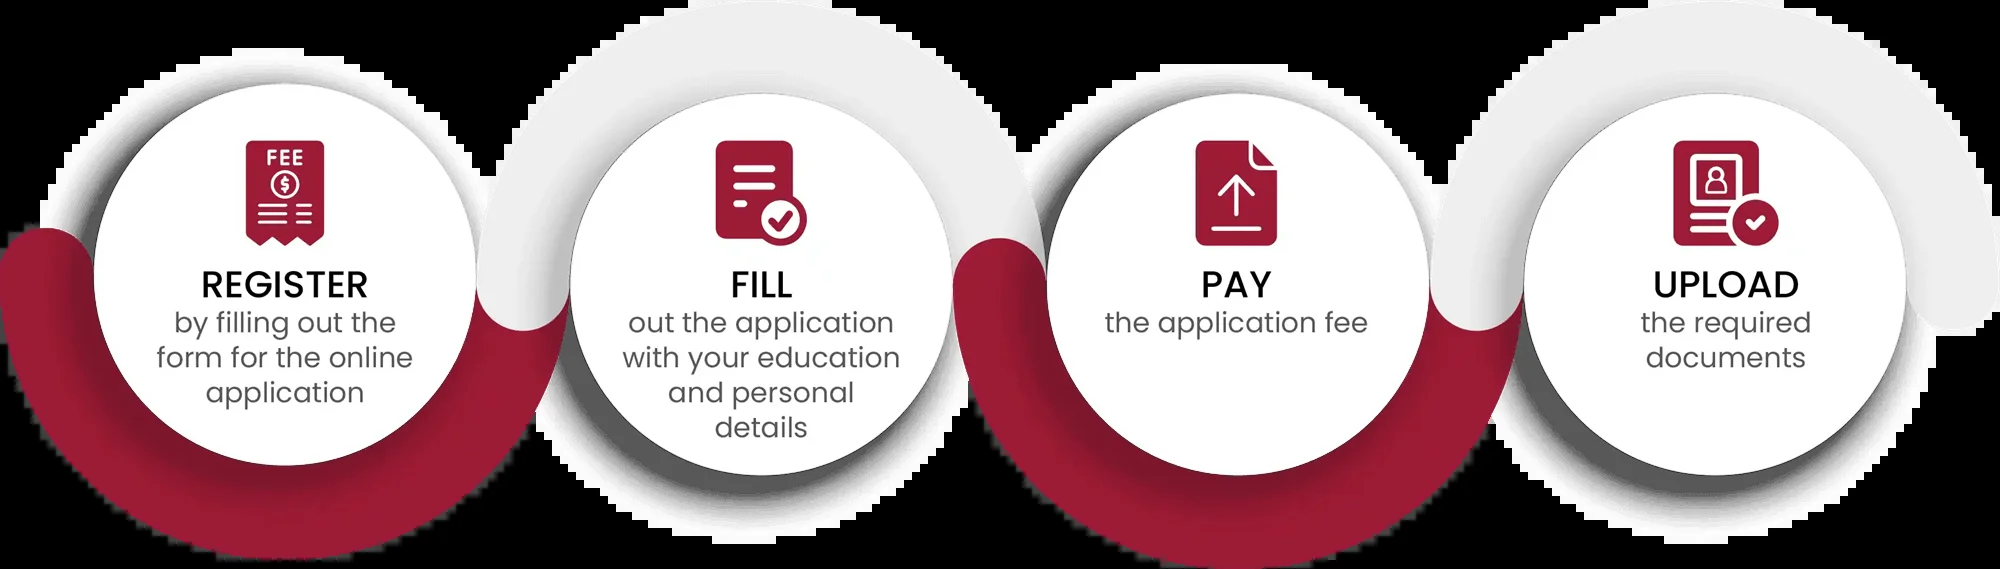 FEE
$
REGISTER
by filling out the
form for the online
application
FILL
out the application
with your education
and personal
details
PAY
the application fee
UPLOAD
the required
documents